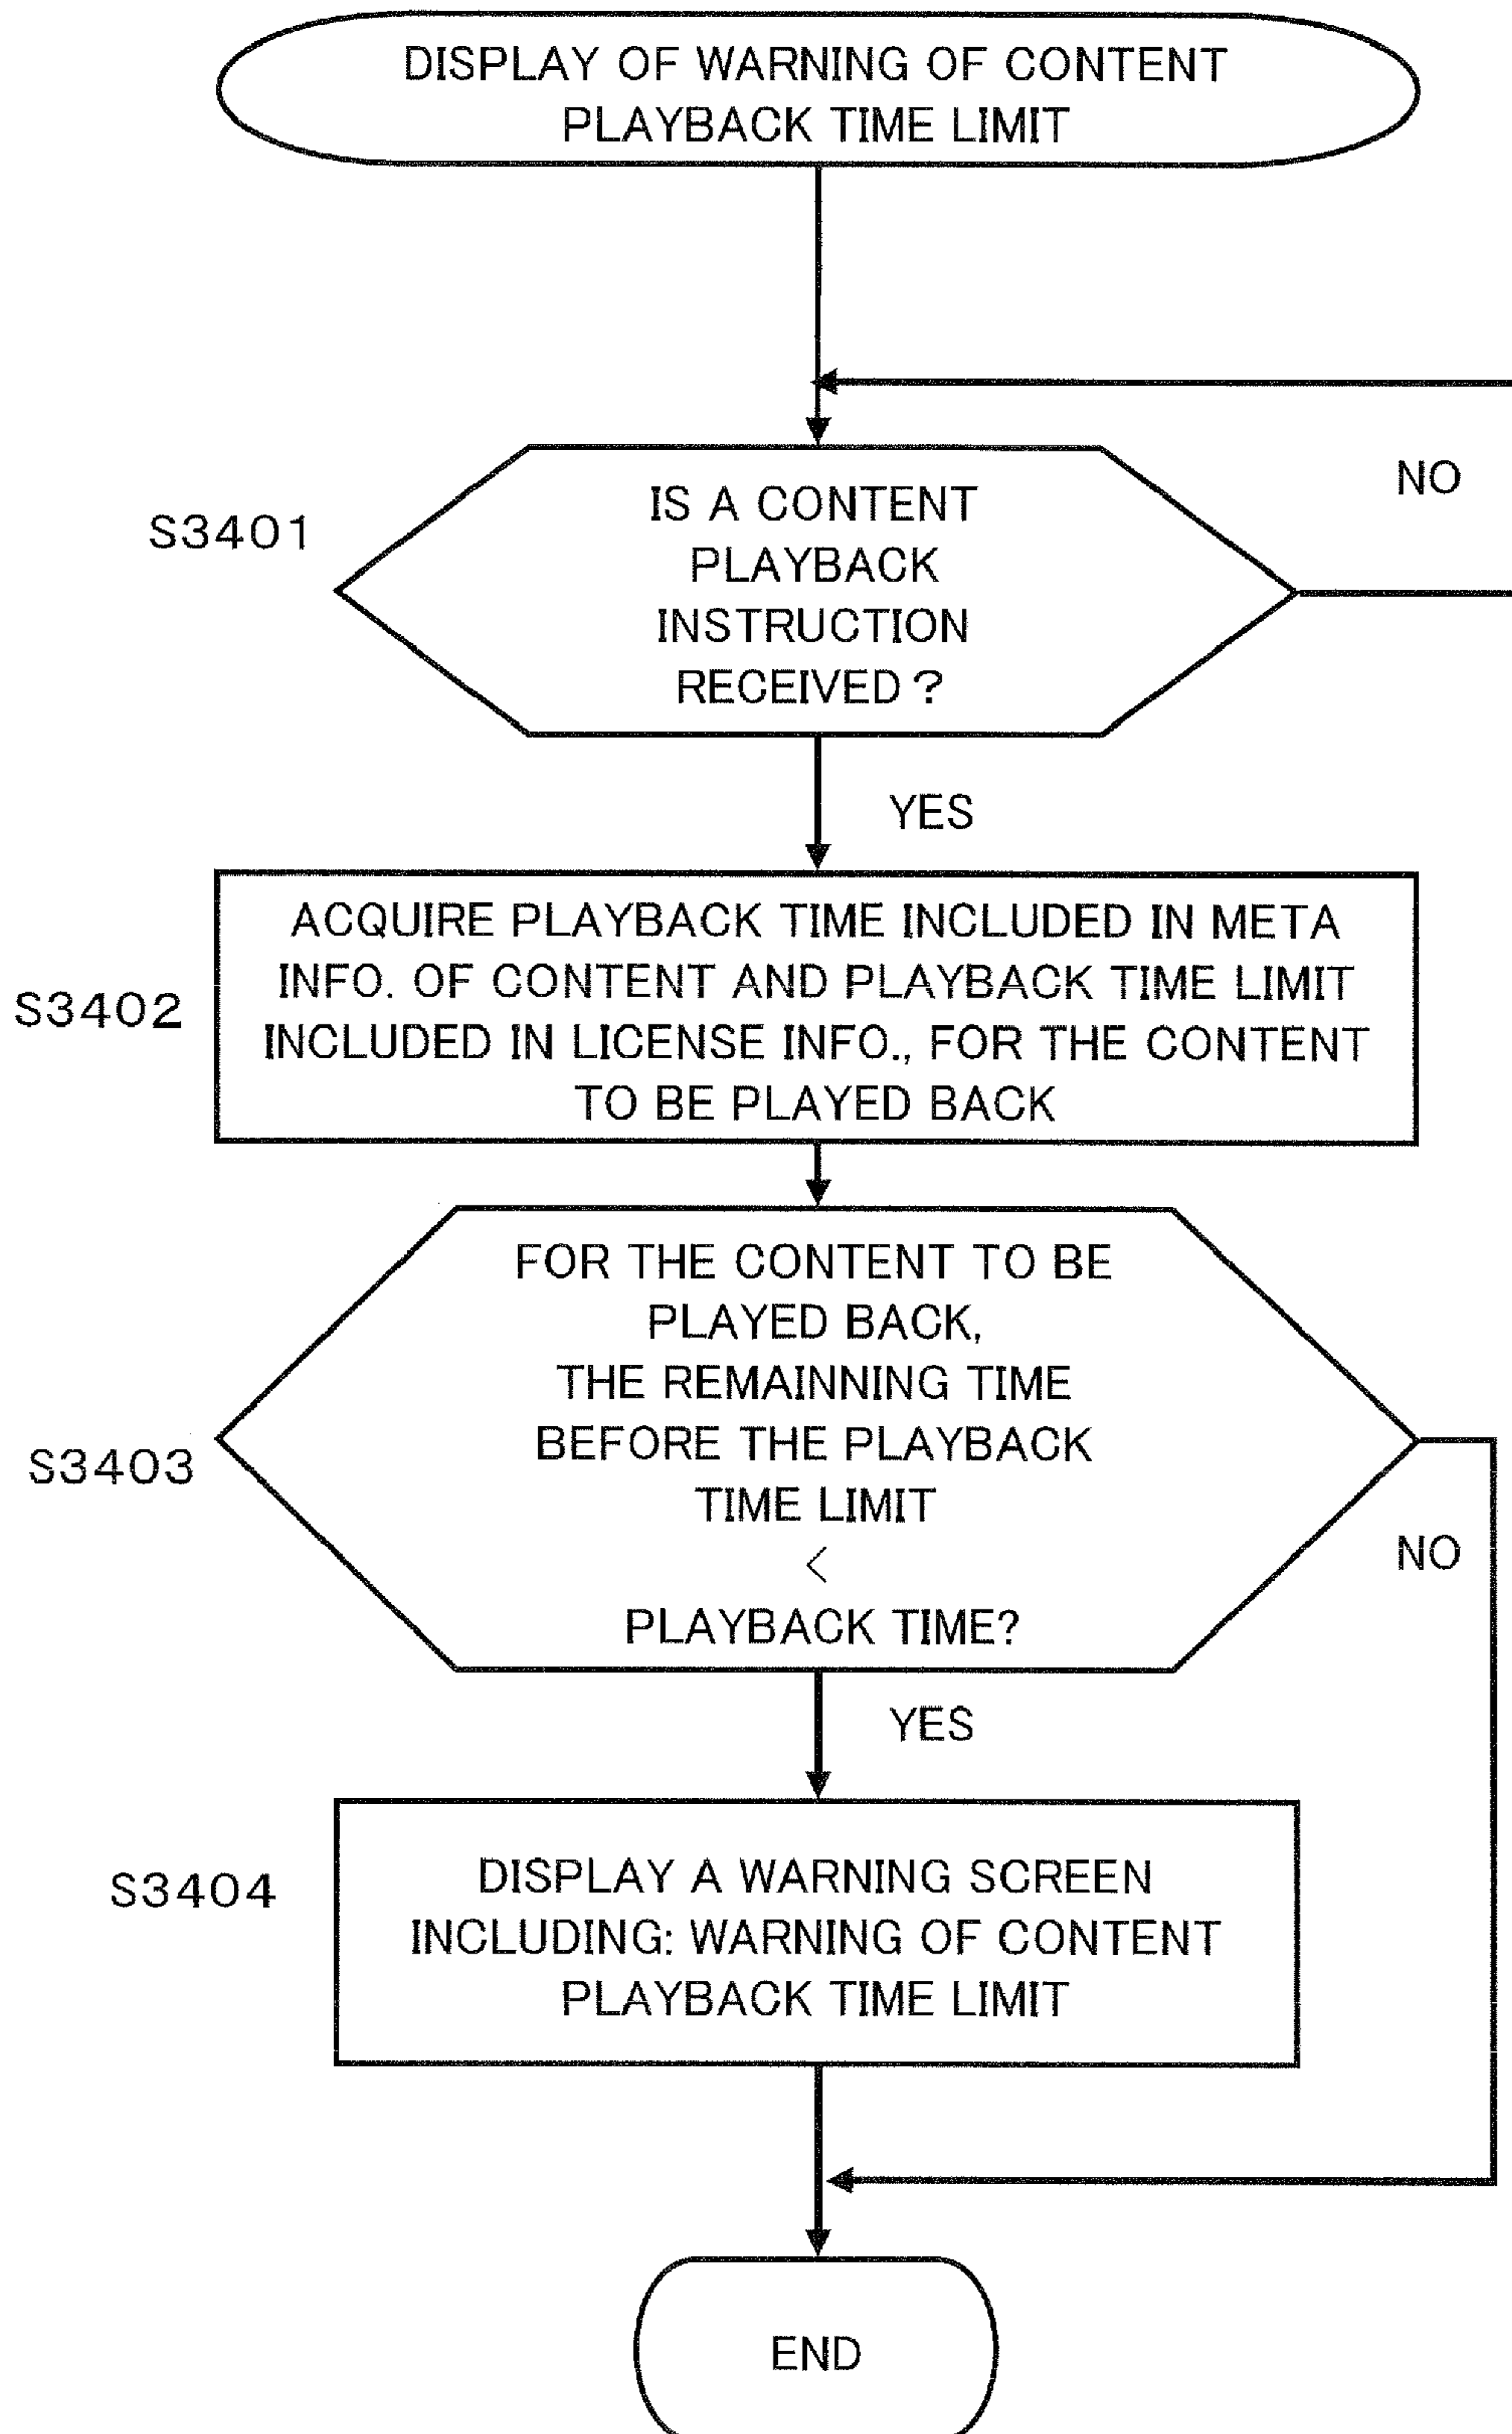 DISPLAY OF WARNING OF CONTENT
PLAYBACK TIME LIMIT
S3401
IS A CONTENT
PLAYBACK
INSTRUCTION
RECEIVED?
NO
YES
S3402
ACQUIRE PLAYBACK TIME INCLUDED IN META
INFO. OF CONTENT AND PLAYBACK TIME LIMIT
INCLUDED IN LICENSE INFO., FOR THE CONTENT
TO BE PLAYED BACK
S3403
FOR THE CONTENT TO BE
PLAYED BACK,
THE REMAINNING TIME
BEFORE THE PLAYBACK
TIME LIMIT
<
PLAYBACK TIME?
NO
YES
S3404
DISPLAY A WARNING SCREEN
INCLUDING: WARNING OF CONTENT
PLAYBACK TIME LIMIT
END